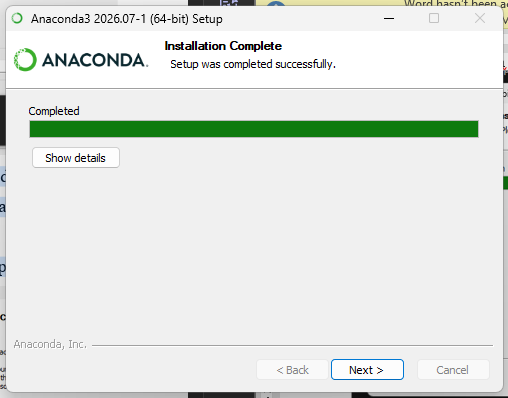 Word hasn't been a
Anaconda3 2026.07-1 (64-bit) Setup
Installation Complete
Setup was completed successfully.
ANACONDA.
Completed
Show details
Anaconda, Inc.
< Back
Next >
Cancel